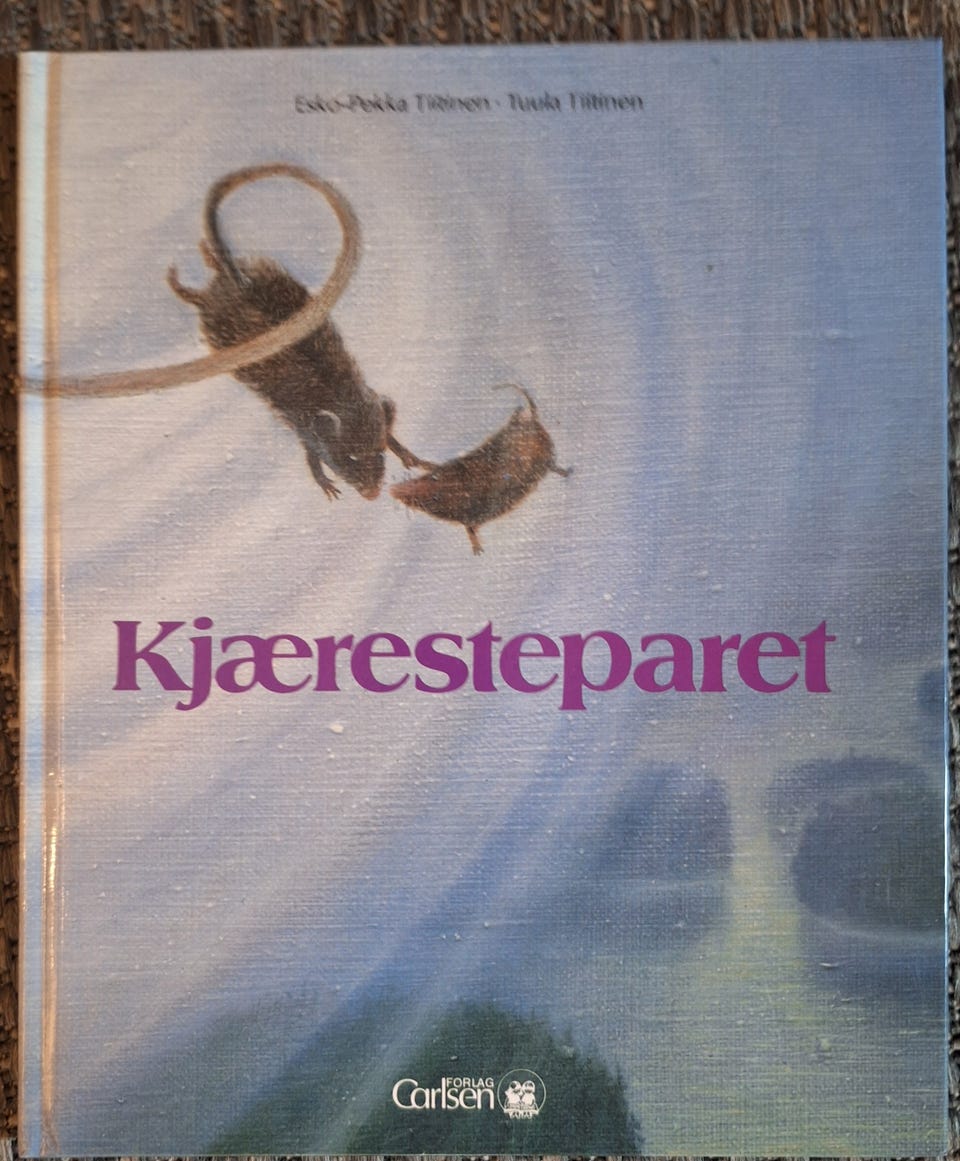 Esko-Pekka Tiitinen · Tuula Tiitinen
Kjæresteparet
FORLAG
Carlsen